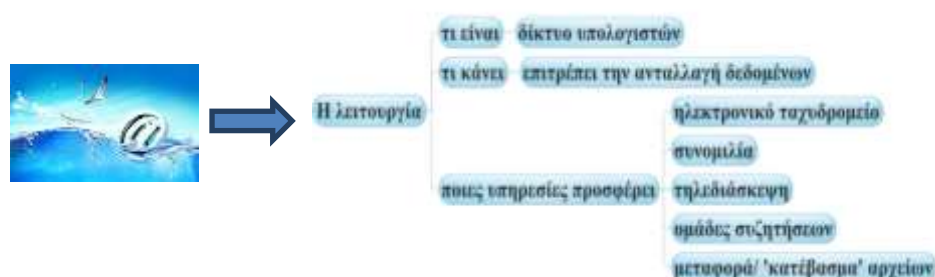 @
Η λειτουργία
τι είναι
δίκτυο υπολογιστών
τι κάνει
επιτρέπει την ανταλλαγή δεδομένων
ποιες υπηρεσίες προσφέρει
ηλεκτρονικό ταχυδρομείο
συνομιλία
τηλεδιάσκεψη
ομάδες συζητήσεων
μεταφορά/ 'κατέβασμα' αρχείων